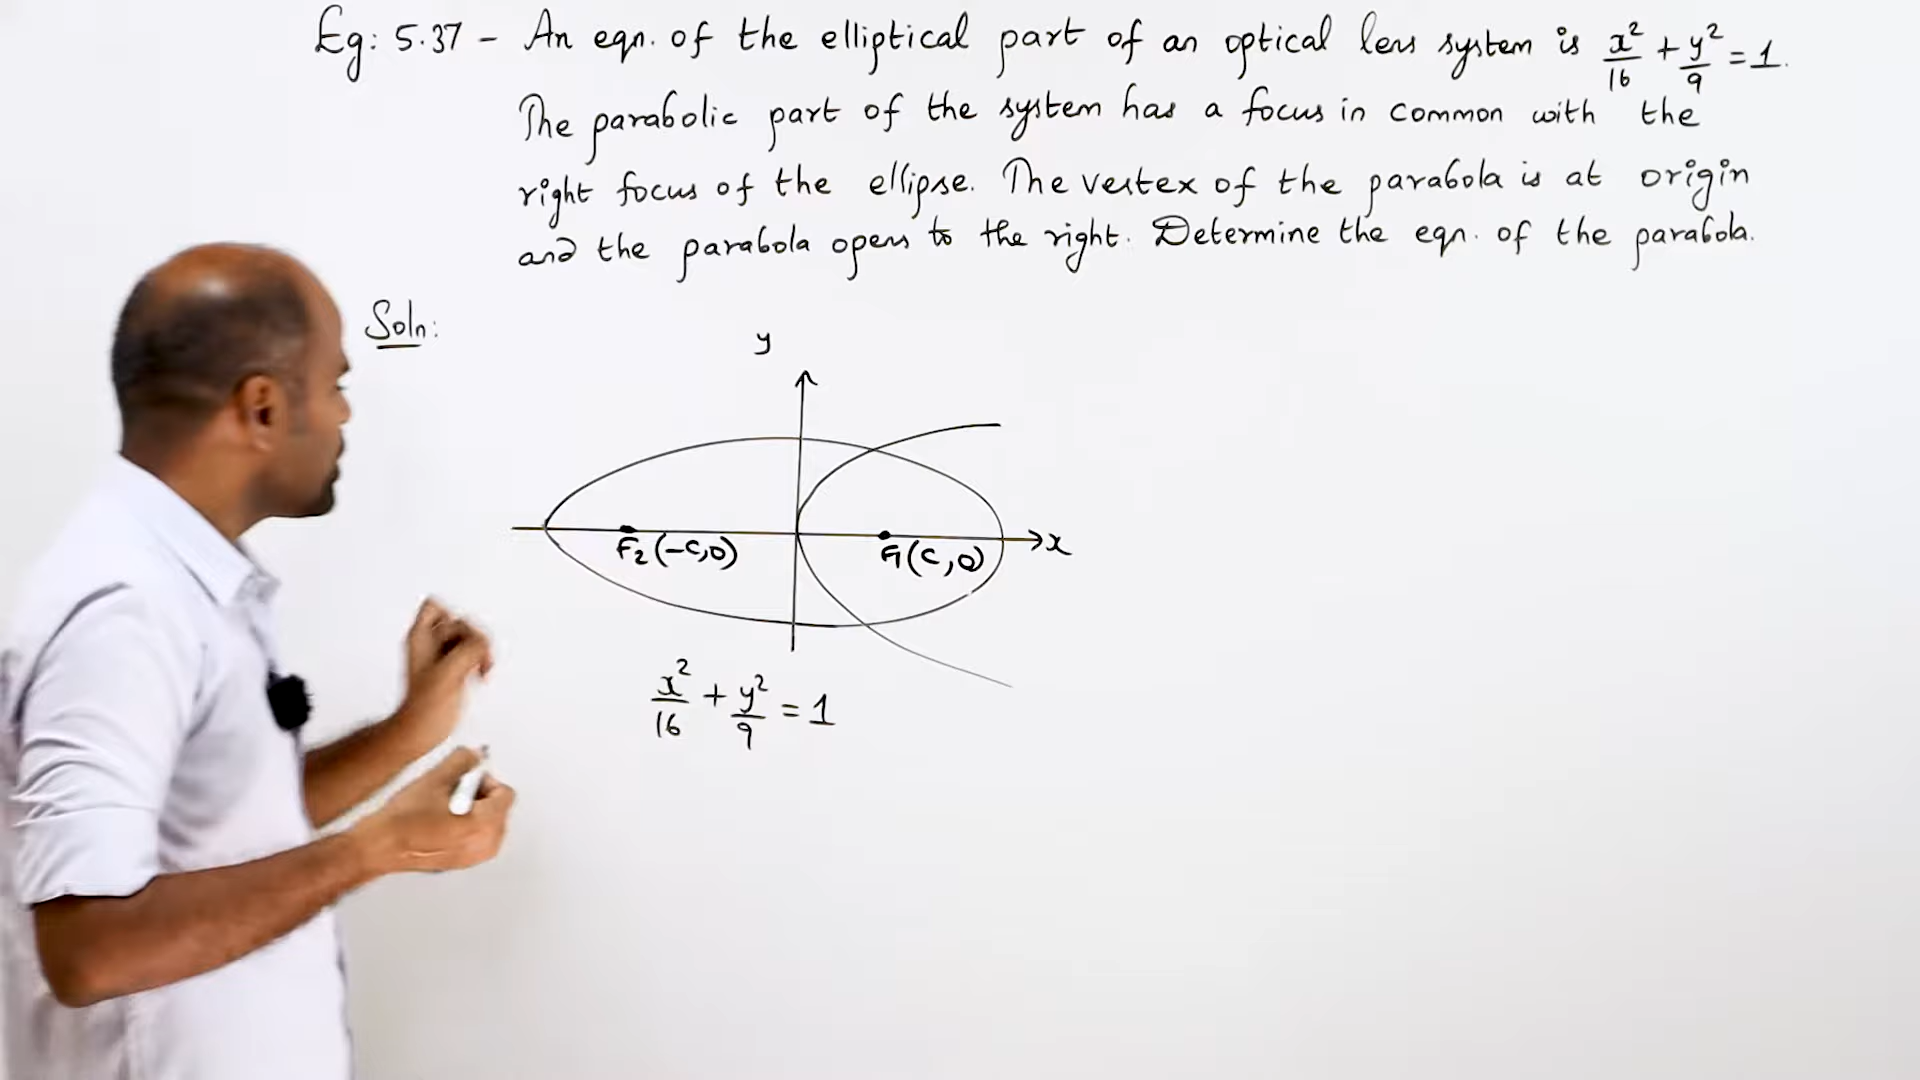 Eg: 5.37 - An eqn. of the elliptical part of an optical lens system is x²/16 + y²/9 = 1.
The parabolic part of the system has a focus in common with the
right focus of the ellipse. The vertex of the parabola is at origin
and the parabola opens to the right. Determine the eqn. of the parabola.
Soln:
y
F₂(-c,0) F₁(c,0) x
x²/16 + y²/9 = 1